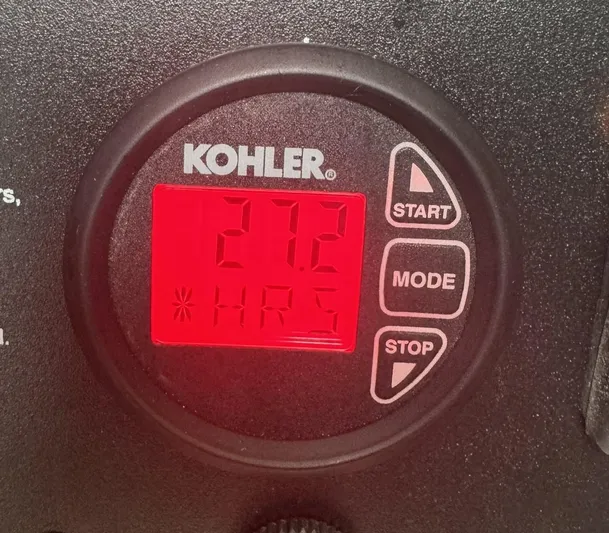 KOHLER®
27.2
*HRS
START
MODE
STOP
s,